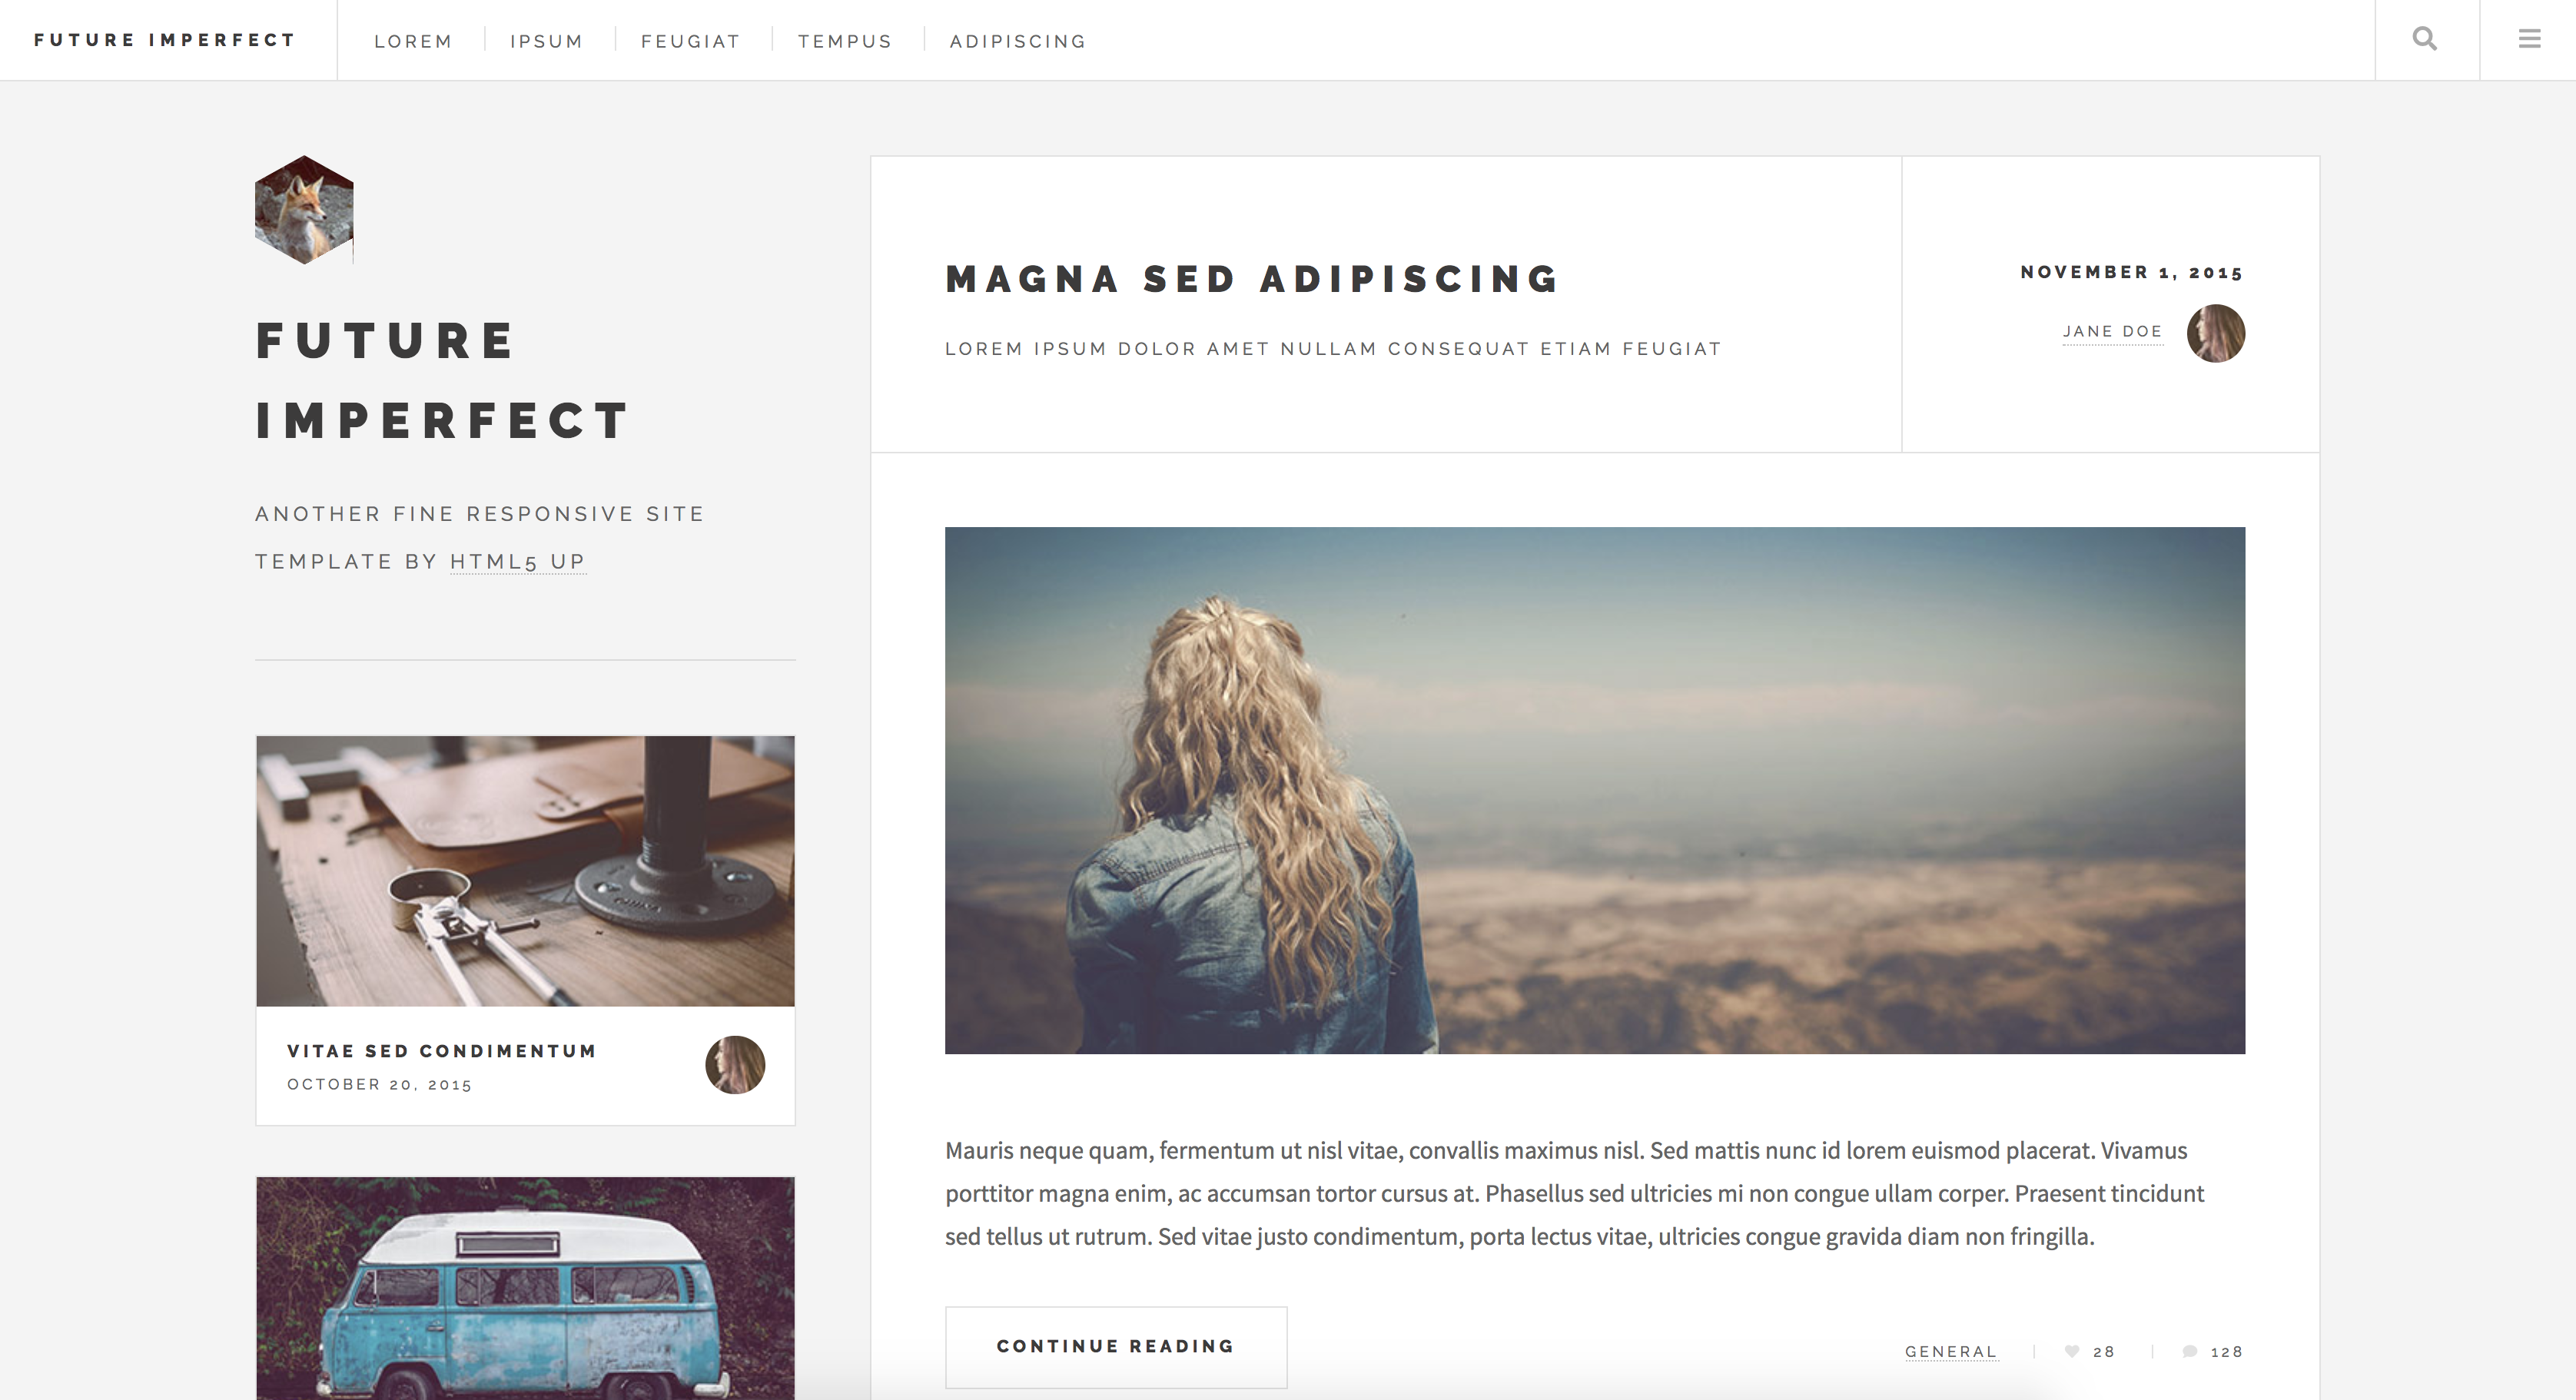 FUTURE IMPERFECT
LOREM
IPSUM
FEUGIAT
TEMPUS
ADIPISCING
FUTURE
IMPERFECT
ANOTHER FINE RESPONSIVE SITE
TEMPLATE BY HTML5 UP
VITAE SED CONDIMENTUM
OCTOBER 20, 2015
MAGNA SED ADIPISCING
LOREM IPSUM DOLOR AMET NULLAM CONSEQUAT ETIAM FEUGIAT
NOVEMBER 1, 2015
JANE DOE
Mauris neque quam, fermentum ut nisl vitae, convallis maximus nisl. Sed mattis nunc id lorem euismod placerat. Vivamus
porttitor magna enim, ac accumsan tortor cursus at. Phasellus sed ultricies mi non congue ullam corper. Praesent tincidunt
sed tellus ut rutrum. Sed vitae justo condimentum, porta lectus vitae, ultricies congue gravida diam non fringilla.
CONTINUE READING
GENERAL
28
128